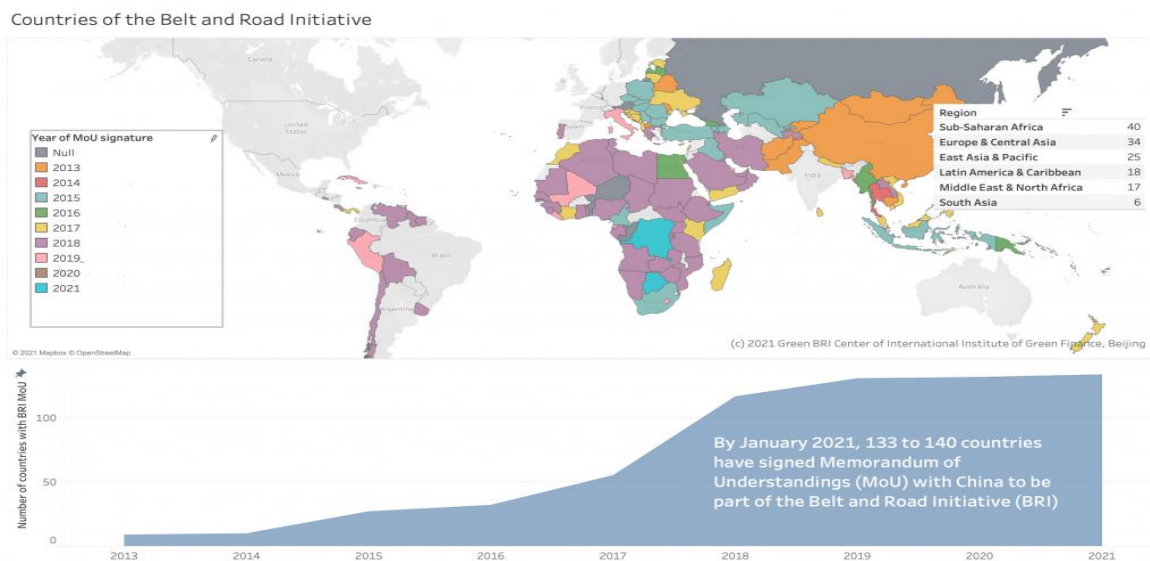 Countries of the Belt and Road Initiative
Canada
United States
Mexico
Colombia
Brazil
Argentina
France
Spain
India
Australia
Year of MoU signature
Null
2013
2014
2015
2016
2017
2018
2019
2020
2021
Region
Sub-Saharan Africa 40
Europe & Central Asia 34
East Asia & Pacific 25
Latin America & Caribbean 18
Middle East & North Africa 17
South Asia 6
© 2021 Mapbox © OpenStreetMap
(c) 2021 Green BRI Center of International Institute of Green Finance, Beijing
Number of countries with BRI MoU
100
50
0
By January 2021, 133 to 140 countries
have signed Memorandum of
Understandings (MoU) with China to be
part of the Belt and Road Initiative (BRI)
2013 2014 2015 2016 2017 2018 2019 2020 2021